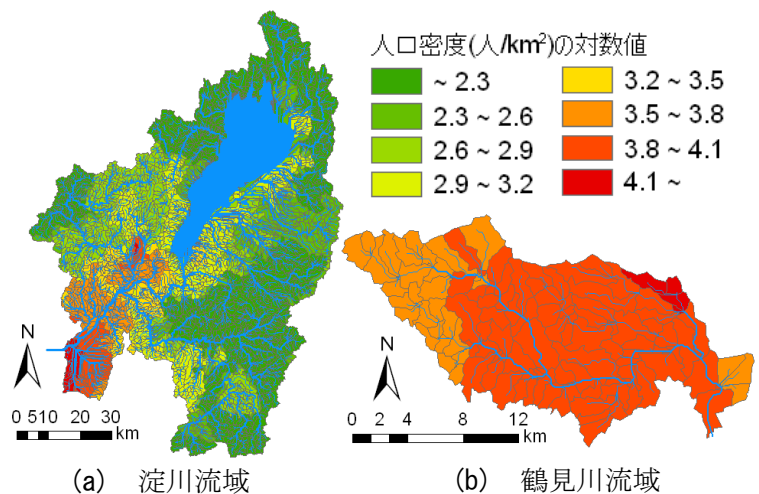 人口密度(人/km²)の対数値
~ 2.3
2.3 ~ 2.6
2.6 ~ 2.9
2.9 ~ 3.2
3.2 ~ 3.5
3.5 ~ 3.8
3.8 ~ 4.1
4.1 ~
N
0 510 20 30
km
N
0 2 4 8 12
km
(a) 淀川流域
(b) 鶴見川流域